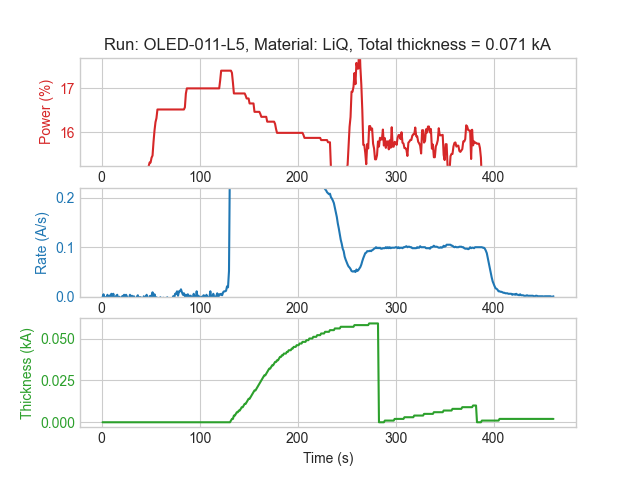 Run: OLED-011-L5, Material: LiQ, Total thickness = 0.071 kA
Power (%)
17
16
0 100 200 300 400
Rate (A/s)
0.2
0.1
0.0
0 100 200 300 400
Thickness (kA)
0.050
0.025
0.000
0 100 200 300 400
Time (s)